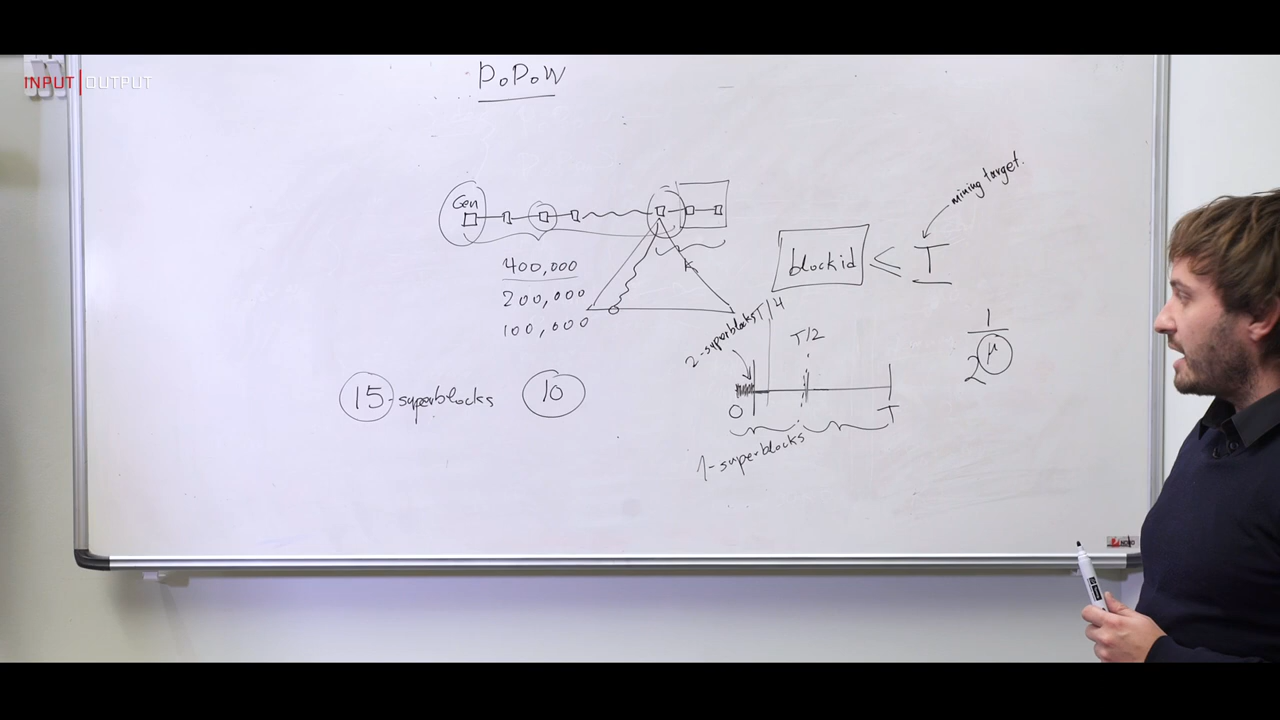 INPUT|OUTPUT
PoPoW
Gen
mining target.
blockid ≤ T
k
400,000
200,000
100,000
2-superblocks
T/4
T/2
1
2^μ
15-superblocks
10
0
T
1-superblocks